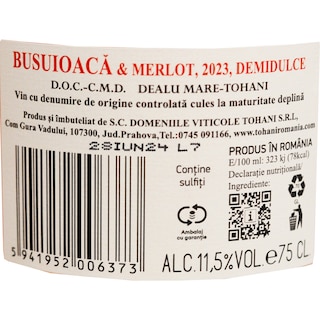 BUSUIOACĂ & MERLOT, 2023, DEMIDULCE
D.O.C.-C.M.D. DEALU MARE-TOHANI
Vin cu denumire de origine controlată cules la maturitate deplină
Produs și îmbuteliat de S.C. DOMENIILE VITICOLE TOHANI S.R.L,
Com Gura Vadului, 107300, Jud.Prahova,Tel.:0745 091166, www.tohaniromania.com
28IUN24 L7
Conține
sulfiți
PRODUS ÎN ROMÂNIA
E/100 ml: 323 kj (78kcal)
Declarație nutrițională/
Ingrediente:
Ambalaj
cu garanție
5 941952 006373
ALC.11,5%VOL. e 75 CL.